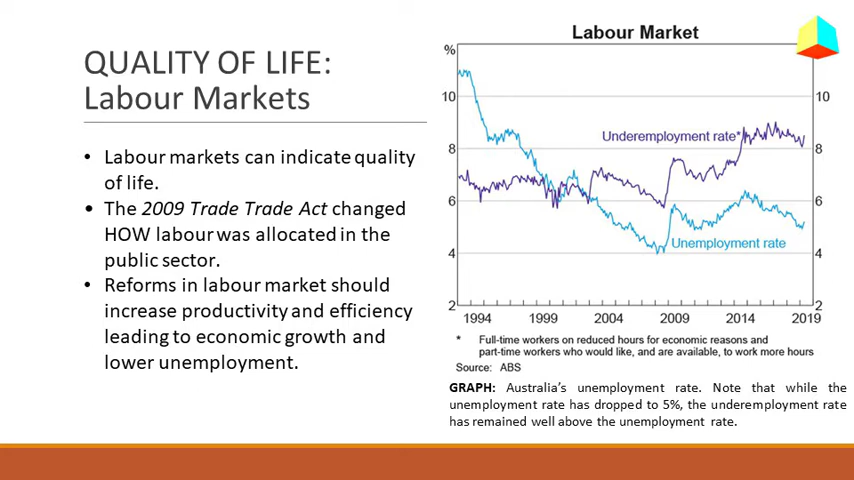 QUALITY OF LIFE:
Labour Markets
• Labour markets can indicate quality
of life.
• The 2009 Trade Trade Act changed
HOW labour was allocated in the
public sector.
• Reforms in labour market should
increase productivity and efficiency
leading to economic growth and
lower unemployment.
Labour Market
% 
10 10
Underemployment rate*
8 8
6 6
Unemployment rate
4 4
2 2
1994 1999 2004 2009 2014 2019
* Full-time workers on reduced hours for economic reasons and
part-time workers who would like, and are available, to work more hours
Source: ABS
GRAPH: Australia's unemployment rate. Note that while the
unemployment rate has dropped to 5%, the underemployment rate
has remained well above the unemployment rate.